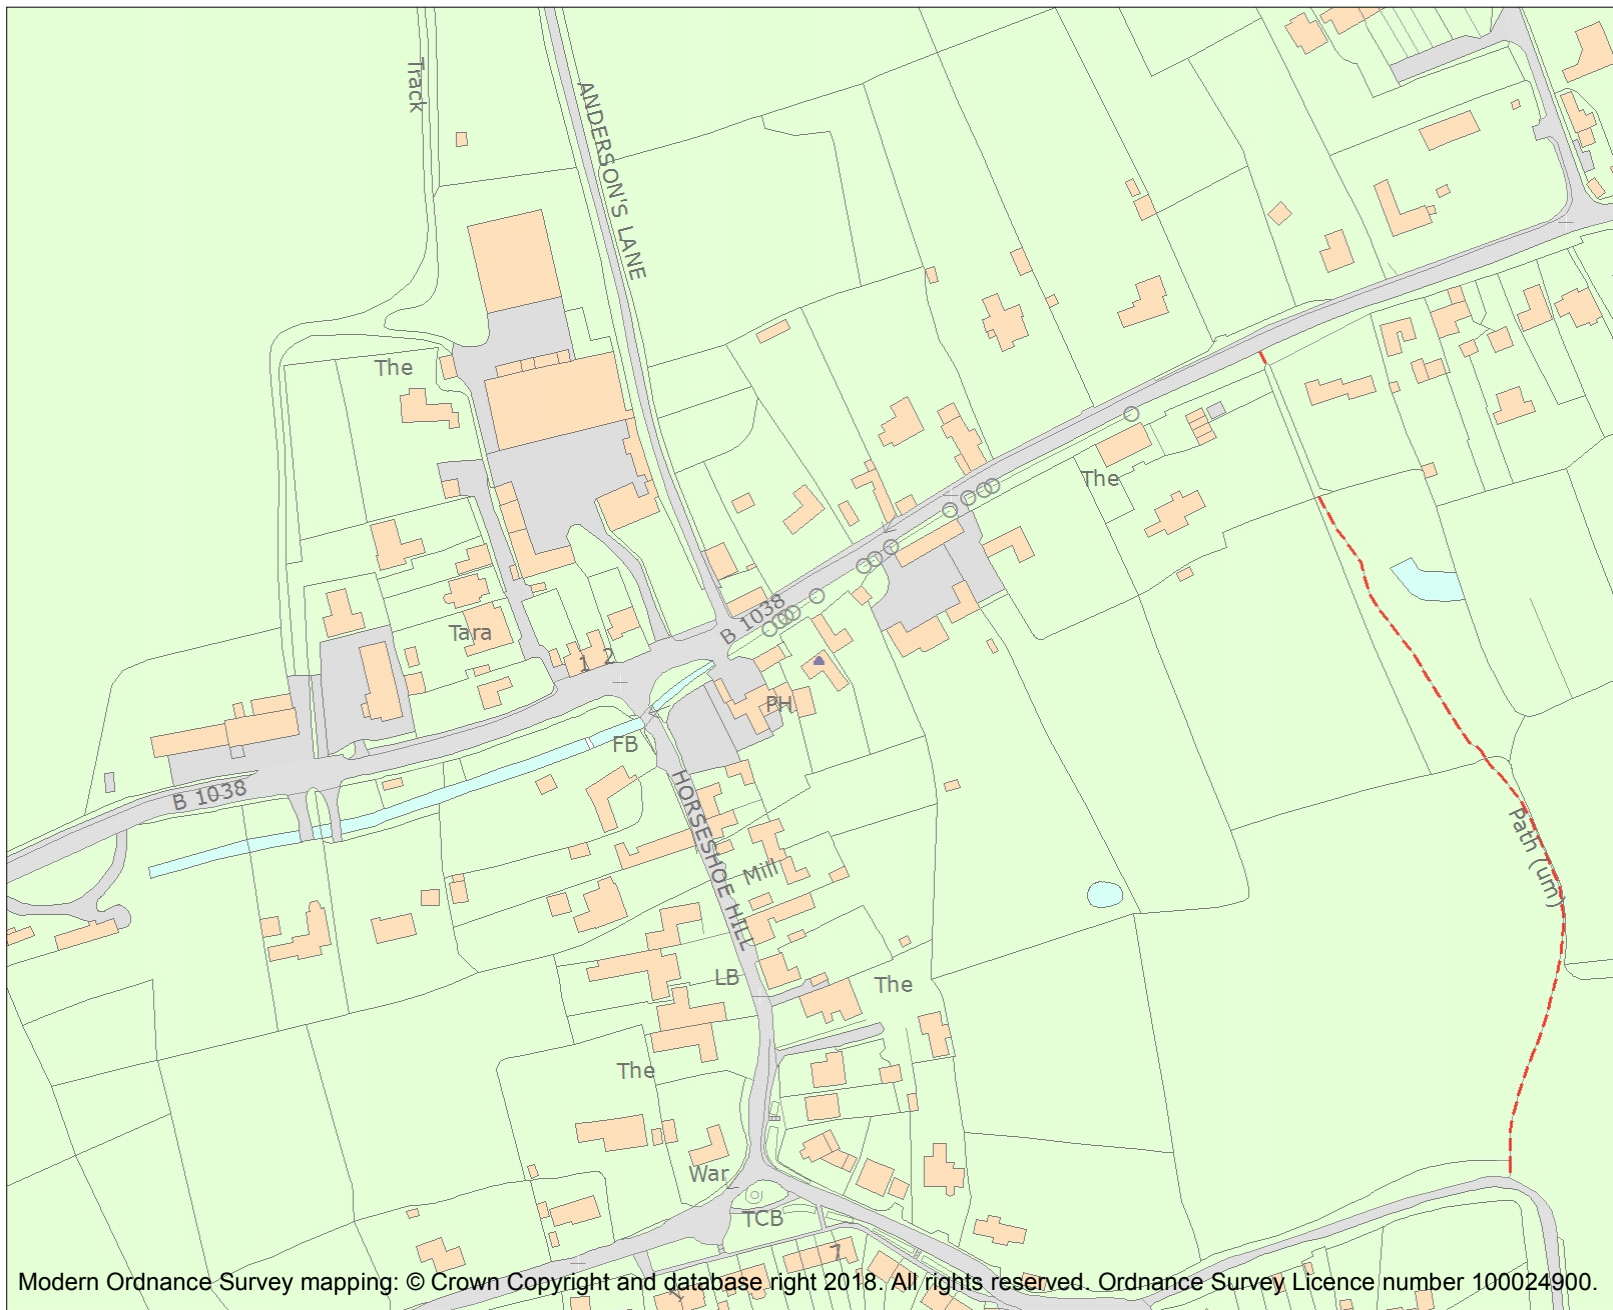 Track
ANDERSON'S LANE
The
The
B 1038
Tara
1
2
PH
FB
B 1038
HORSESHOE HILL
Path (um)
Mill
LB
The
The
War
TCB
7
1
Modern Ordnance Survey mapping: © Crown Copyright and database right 2018. All rights reserved. Ordnance Survey Licence number 100024900.